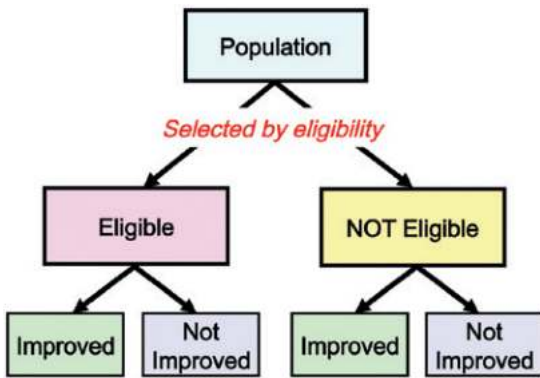 Population
Selected by eligibility
Eligible
NOT Eligible
Improved
Not
Improved
Improved
Not
Improved